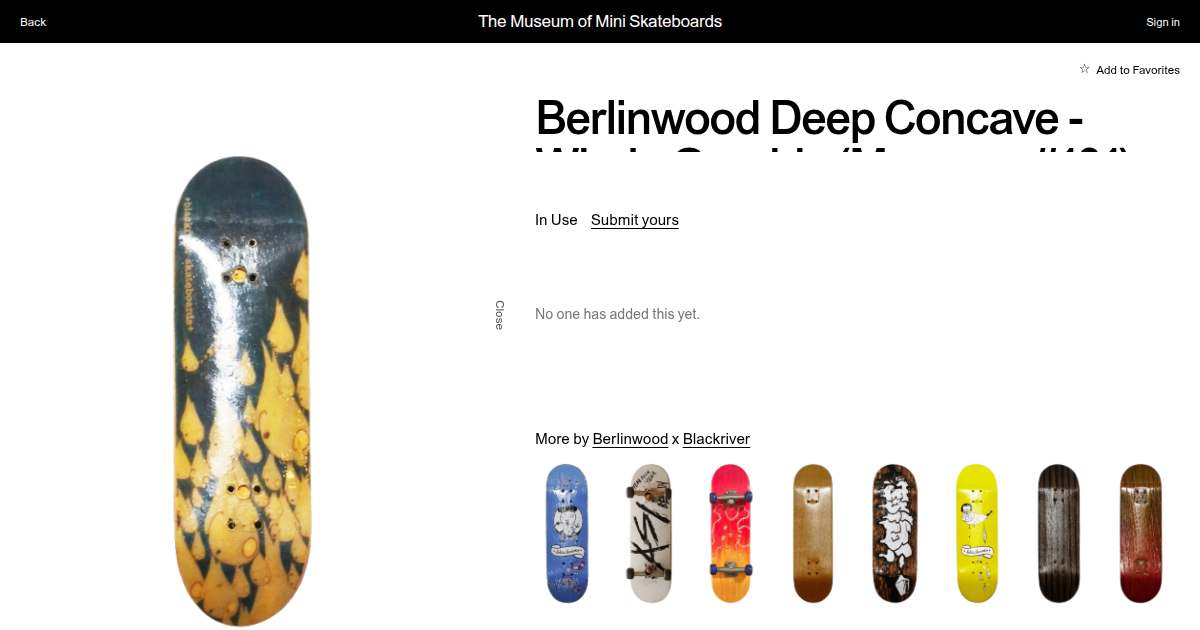 Back
The Museum of Mini Skateboards
Sign in
☆ Add to Favorites
Berlinwood Deep Concave -
In Use
Submit yours
Close
No one has added this yet.
More by Berlinwood x Blackriver